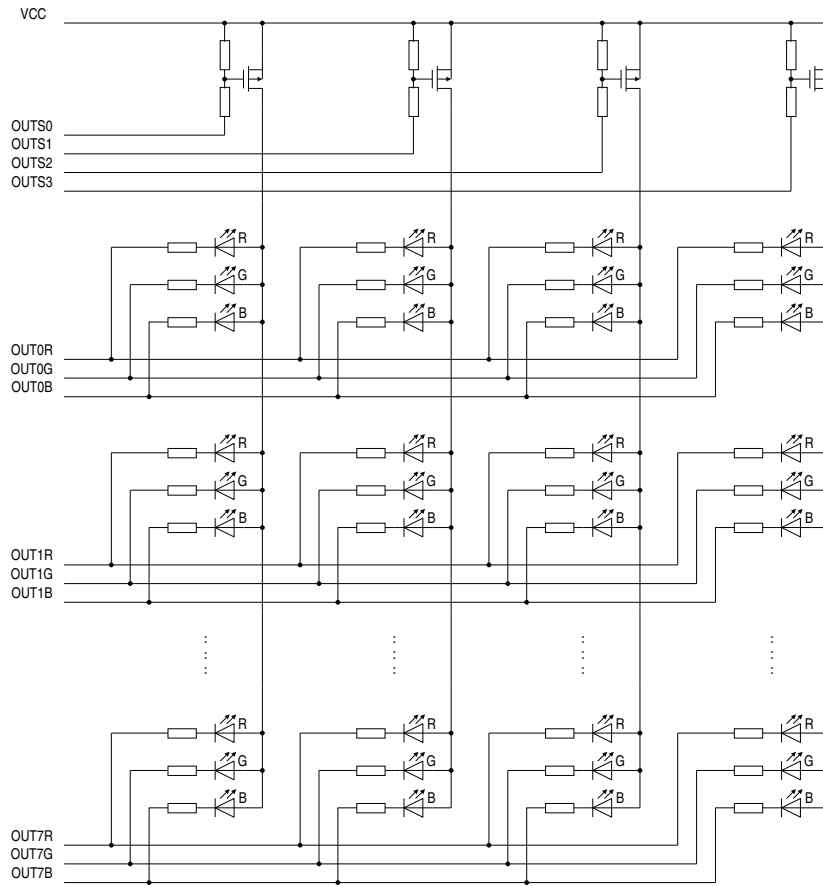 VCC
OUTS0
OUTS1
OUTS2
OUTS3
R R R R
G G G G
B B B B
OUT0R
OUT0G
OUT0B
R R R R
G G G G
B B B B
OUT1R
OUT1G
OUT1B
R R R R
G G G G
B B B B
OUT7R
OUT7G
OUT7B